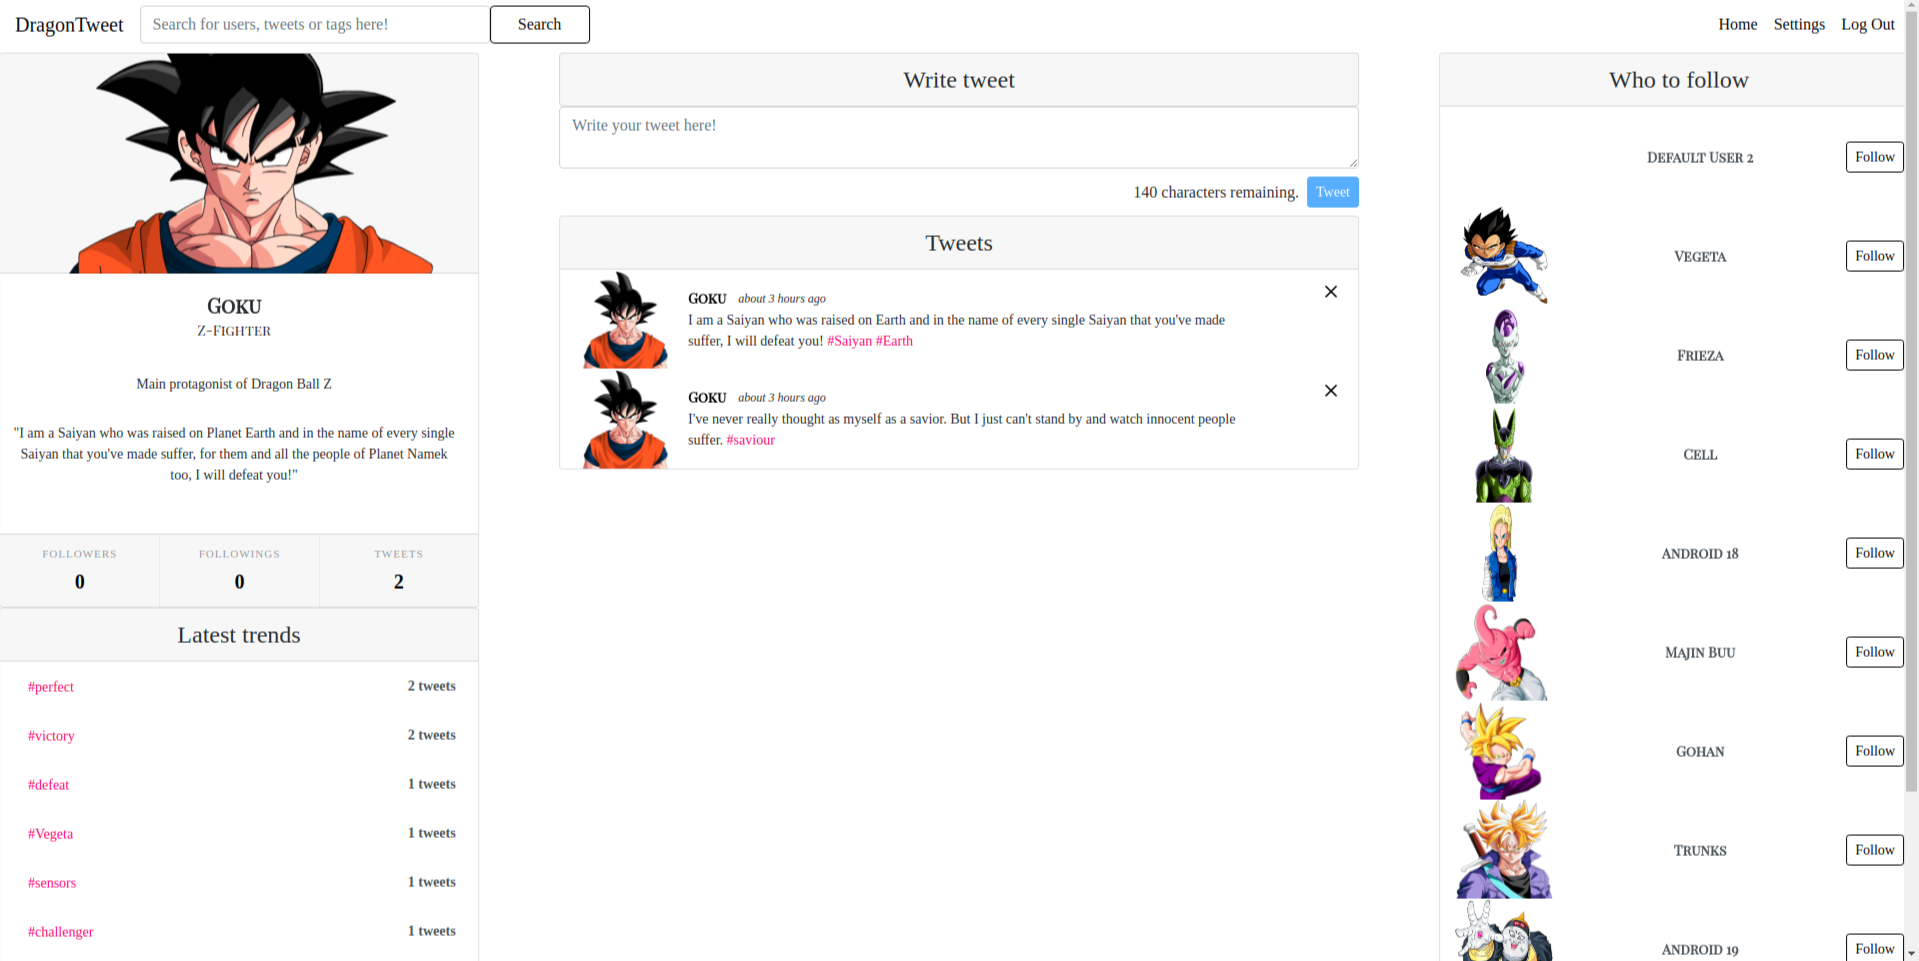 DragonTweet
Search for users, tweets or tags here!
Search
Home
Settings
Log Out
Goku
Z-Fighter
Main protagonist of Dragon Ball Z
"I am a Saiyan who was raised on Planet Earth and in the name of every single
Saiyan that you've made suffer, for them and all the people of Planet Namek
too, I will defeat you!"
FOLLOWERS
0
FOLLOWINGS
0
TWEETS
2
Latest trends
#perfect 2 tweets
#victory 2 tweets
#defeat 1 tweets
#Vegeta 1 tweets
#sensors 1 tweets
#challenger 1 tweets
Write tweet
Write your tweet here!
140 characters remaining.
Tweet
Tweets
Goku about 3 hours ago
I am a Saiyan who was raised on Earth and in the name of every single Saiyan that you've made
suffer, I will defeat you! #Saiyan #Earth
Goku about 3 hours ago
I've never really thought as myself as a savior. But I just can't stand by and watch innocent people
suffer. #saviour
Who to follow
Default User 2 Follow
Vegeta Follow
Frieza Follow
Cell Follow
Android 18 Follow
Majin Buu Follow
Gohan Follow
Trunks Follow
Android 19 Follow